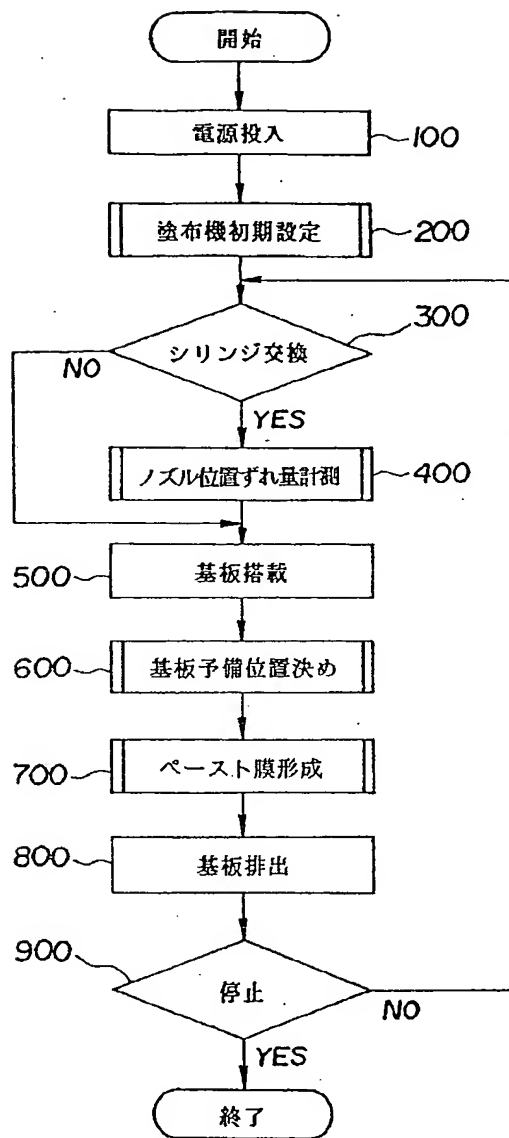 開始
電源投入
100
塗布機初期設定
200
シリンジ交換
300
NO
YES
ノズル位置ずれ量計測
400
500
基板搭載
600
基板予備位置決め
700
ペースト膜形成
800
基板排出
900
停止
NO
YES
終了